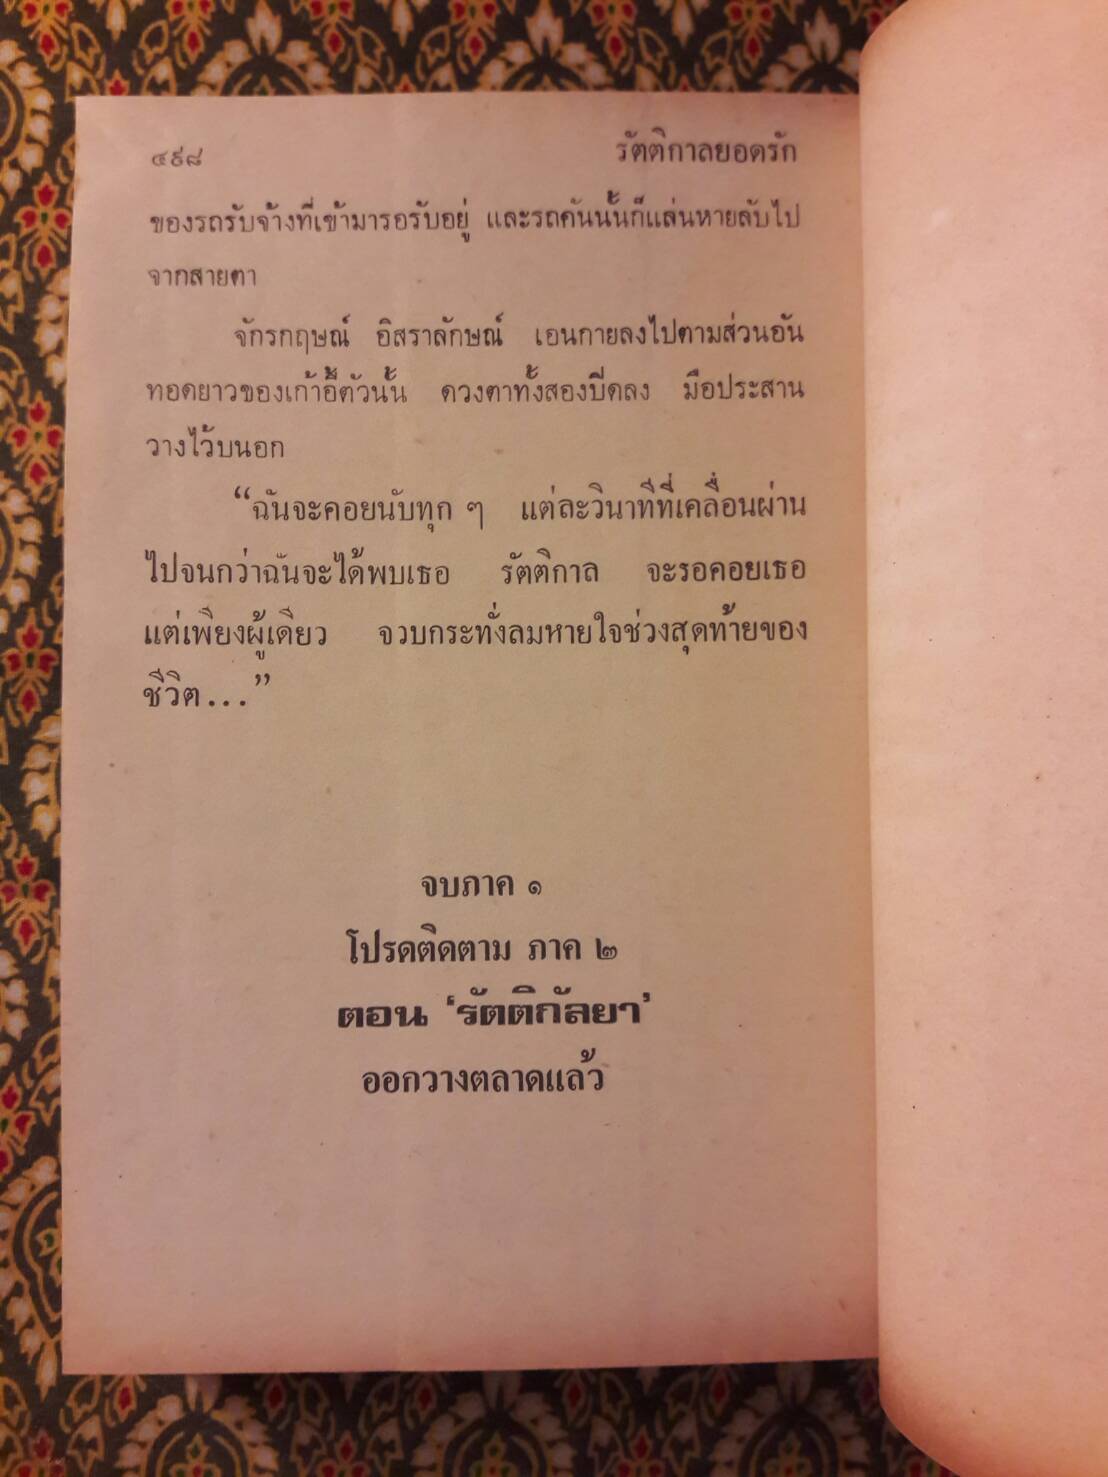 ๔๙๘
รัตติกาลยอดรัก
ของรถรับจ้างที่เข้ามารอรับอยู่ และรถคันนั้นก็แล่นหายลับไป
จากสายตา
จักรกฤษณ์ อิสราลักษณ์ เอนกายลงไปตามส่วนอัน
ทอดยาวของเก้าอี้ตัวนั้น ดวงตาทั้งสองปีดลง มือประสาน
วางไว้บนอก
“ฉันจะคอยนับทุก ๆ แต่ละวินาทีที่เคลื่อนผ่าน
ไปจนกว่าฉันจะได้พบเธอ รัตติกาล จะรอคอยเธอ
แต่เพียงผู้เดียว จวบกระทั่งลมหายใจช่วงสุดท้ายของ
ชีวิต...”
จบภาค ๑
โปรดติดตาม ภาค ๒
ตอน ‘รัตติกัลยา’
ออกวางตลาดแล้ว